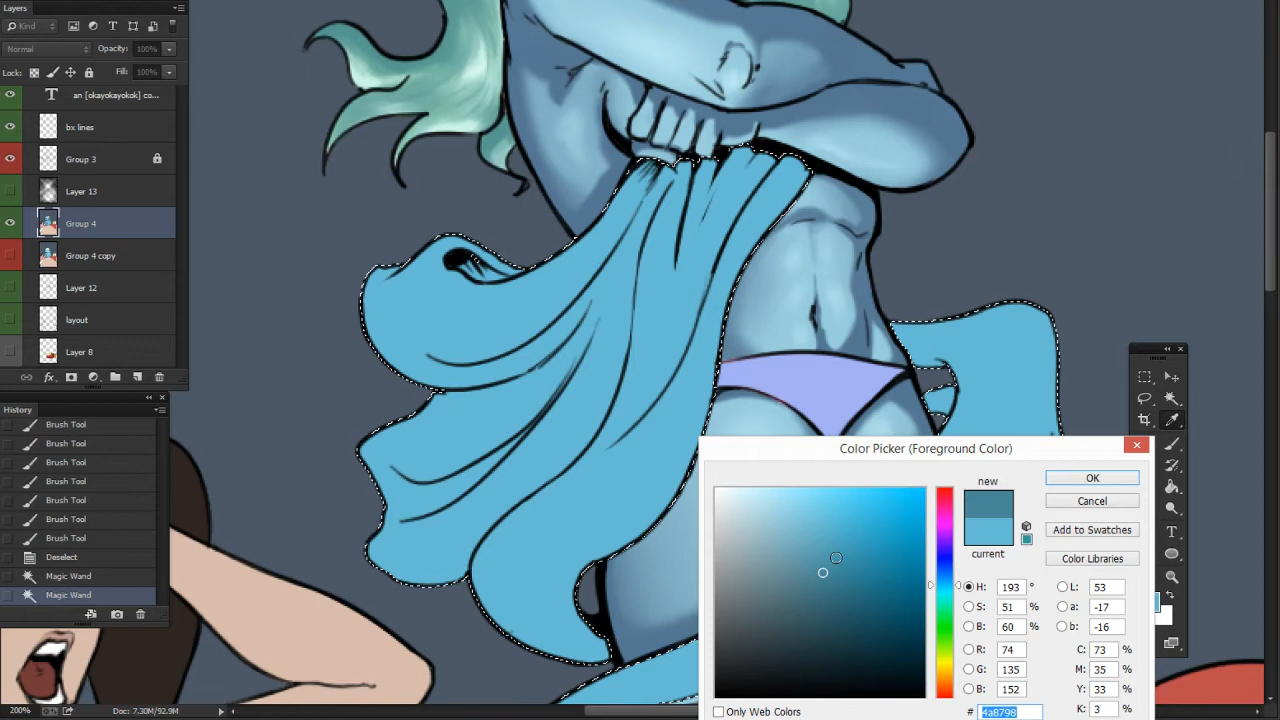 Layers
Kind
Normal
Opacity: 100%
Lock:
Fill: 100%
an [okayokayokok] co...
bx lines
Group 3
Layer 13
Group 4
Group 4 copy
Layer 12
layout
Layer 8
fx
History
Brush Tool
Brush Tool
Brush Tool
Brush Tool
Brush Tool
Brush Tool
Brush Tool
Deselect
Magic Wand
Magic Wand
200%
Doc: 7.30M/92.9M
Color Picker (Foreground Color)
new
current
OK
Cancel
Add to Swatches
Color Libraries
H: 193 °
S: 51 %
B: 60 %
R: 74
G: 135
B: 152
L: 53
a: -17
b: -16
C: 73 %
M: 35 %
Y: 33 %
K: 3 %
# 4a8798
Only Web Colors